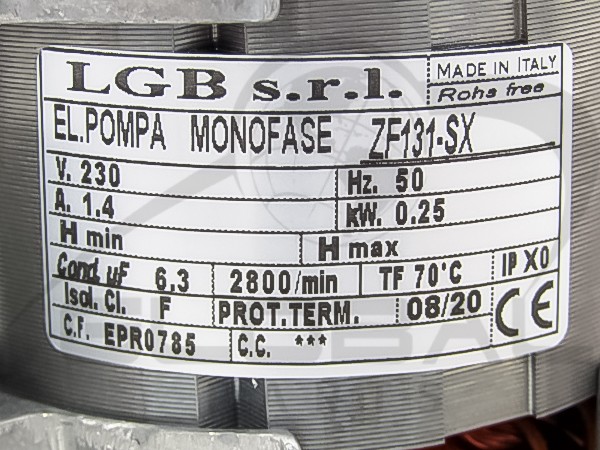 LGB s.r.l.
MADE IN ITALY
Rohs free
EL.POMPA MONOFASE ZF131-SX
V. 230 Hz. 50
A. 1.4 kW. 0.25
H min H max
Cond uF 6,3 2800/min TF 70°C IP X0
Isol. Cl. F PROT.TERM. 08/20 CE
C.F. EPR0785 C.C. ***